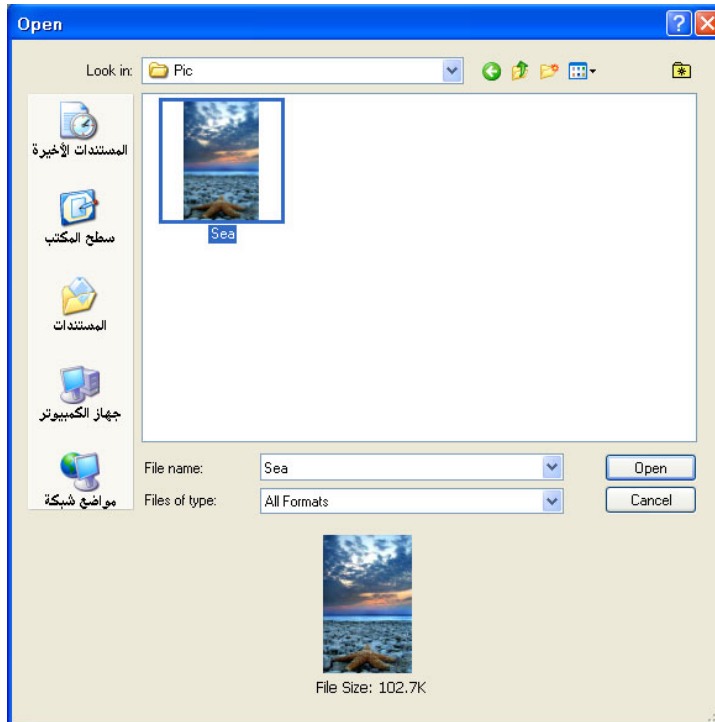 Open
Look in: Pic
المستندات الأخيرة
سطح المكتب
المستندات
جهاز الكمبيوتر
مواضع شبكة
Sea
File name: Sea Open
Files of type: All Formats Cancel
File Size: 102.7K